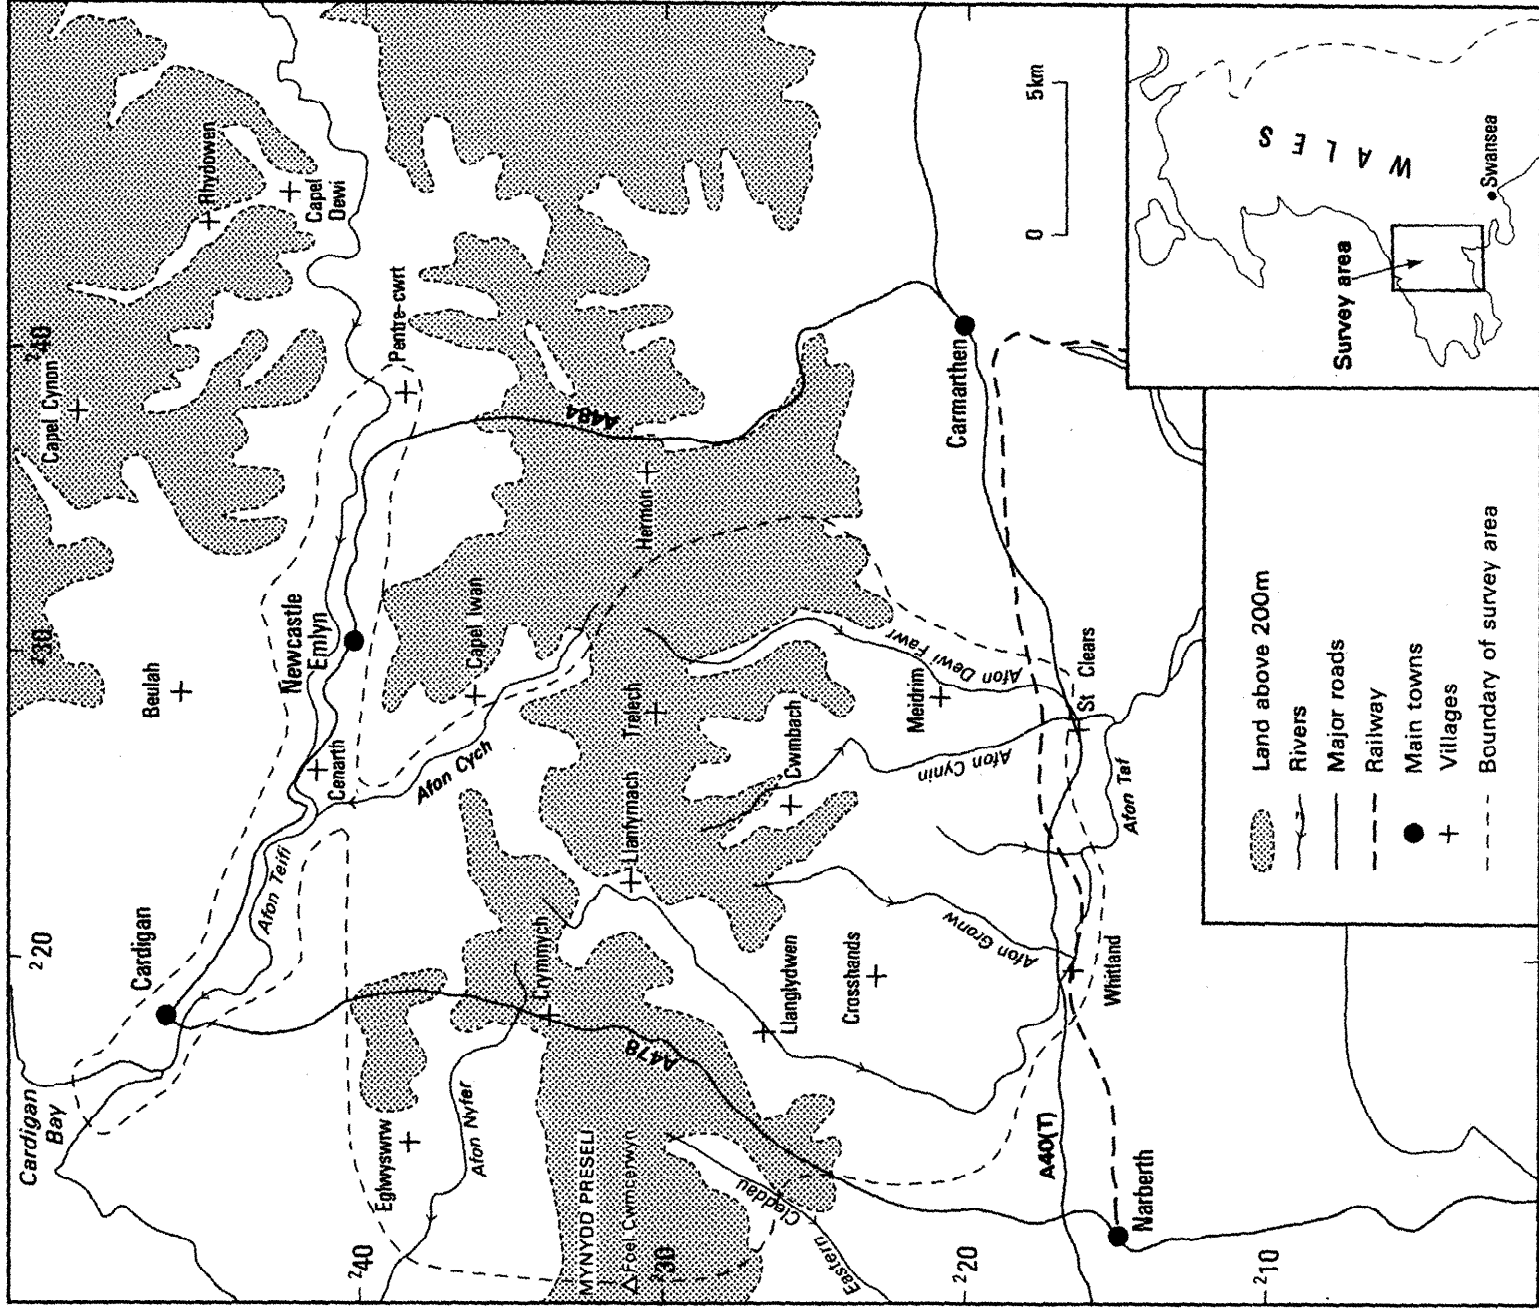 Cardigan
Bay
Cardigan
²20
Beulah
²30
Capel Cynon
²40
Rhydowen
Capel
Dewi
Afon Teifi
Cenarth
Newcastle
Emlyn
Pentre-cwrt
²40
Eglwyswrw
Afon Nyfer
Crymmych
Afon Cych
Capel Iwan
A484
MYNYDD PRESELI
Foel Cwmcerwyn
²30
A478
Llanfyrnach
Trelech
Hermon
Eastern
Cleddau
Llanglydwen
Crosshands
Cwmbach
Meidrim
Afon Gronw
Afon Cynin
Afon Dewi Fawr
Carmarthen
²20
A40(T)
Narberth
Whitland
Afon Taf
St
Clears
²10
0
5km
Land above 200m
Rivers
Major roads
Railway
Main towns
Villages
Boundary of survey area
Survey area
WALES
Swansea